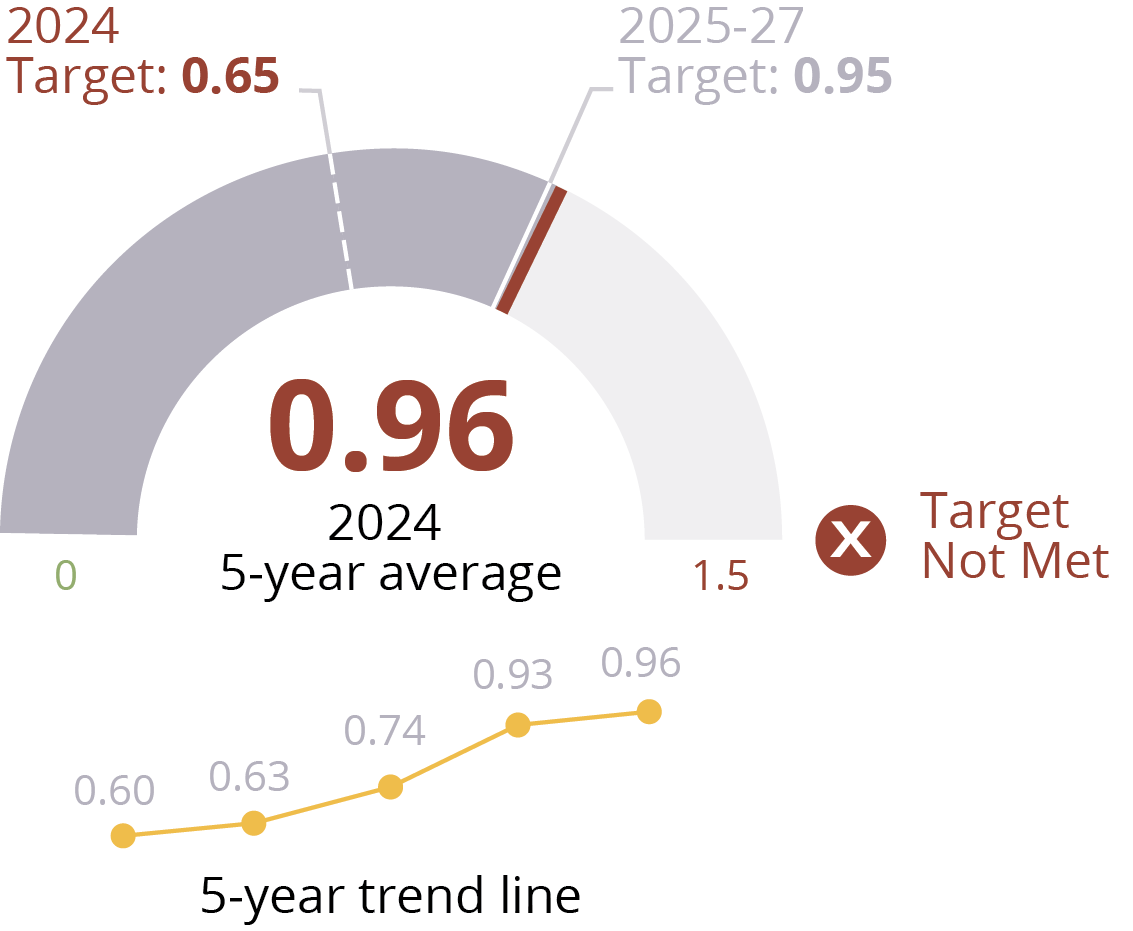 2024
Target: 0.65
2025-27
Target: 0.95
0.96
2024
5-year average
0
1.5
X
Target
Not Met
0.60
0.63
0.74
0.93
0.96
5-year trend line